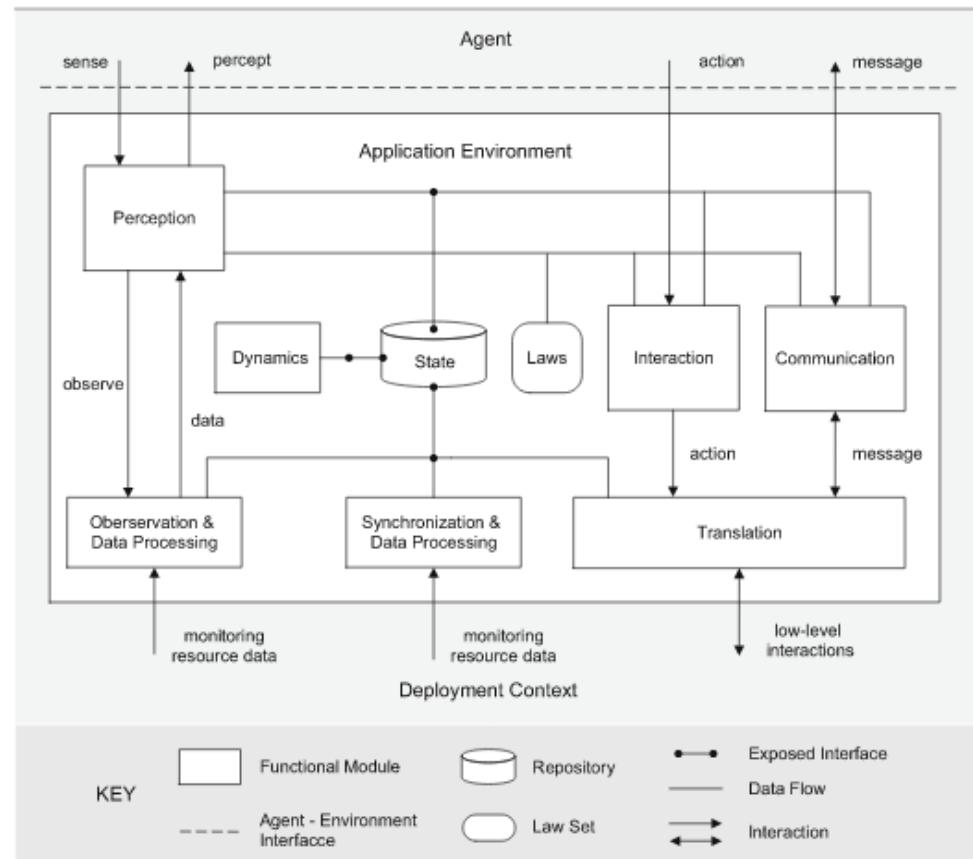 Agent
sense
percept
action
message
Application Environment
Perception
Dynamics
State
Laws
Interaction
Communication
observe
data
action
message
Oberservation &
Data Processing
Synchronization &
Data Processing
Translation
monitoring
resource data
monitoring
resource data
low-level
interactions
Deployment Context
KEY
Functional Module
Repository
Exposed Interface
Data Flow
Agent - Environment
Interfacce
Law Set
Interaction